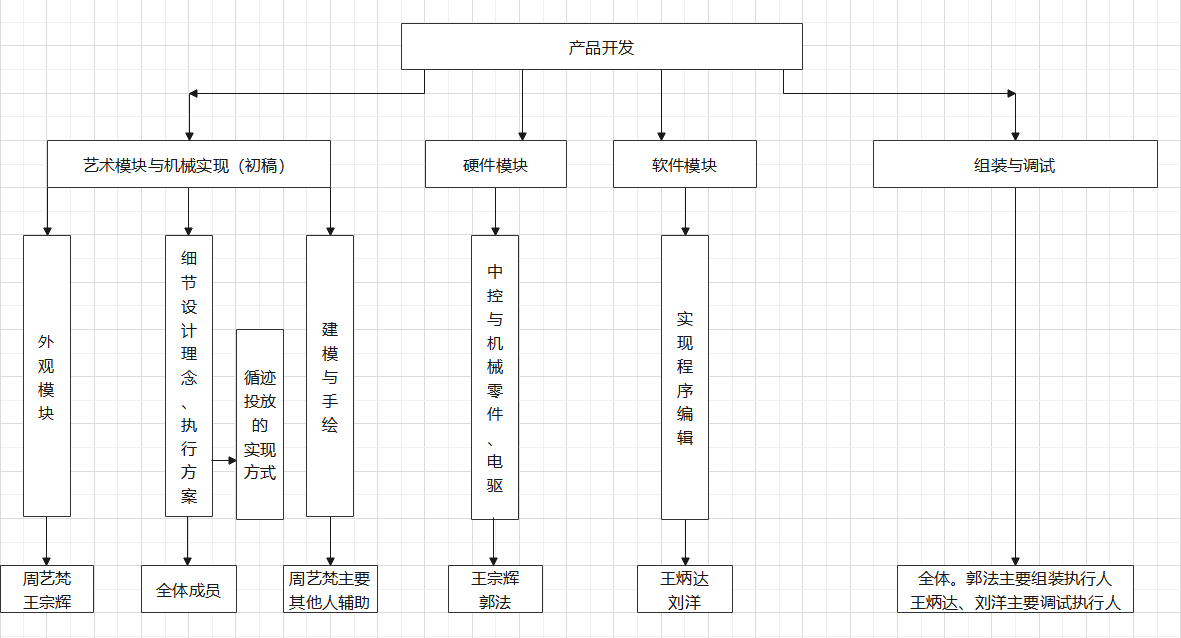 产品开发
艺术模块与机械实现（初稿）
硬件模块
软件模块
组装与调试
外观模块
细节设计理念、执行方案
循迹
投放
的
实现
方式
建模与手绘
中控与机械零件、电驱
实现程序编辑
周艺梵
王宗辉
全体成员
周艺梵主要
其他人辅助
王宗辉
郭法
王炳达
刘洋
全体。郭法主要组装执行人
王炳达、刘洋主要调试执行人